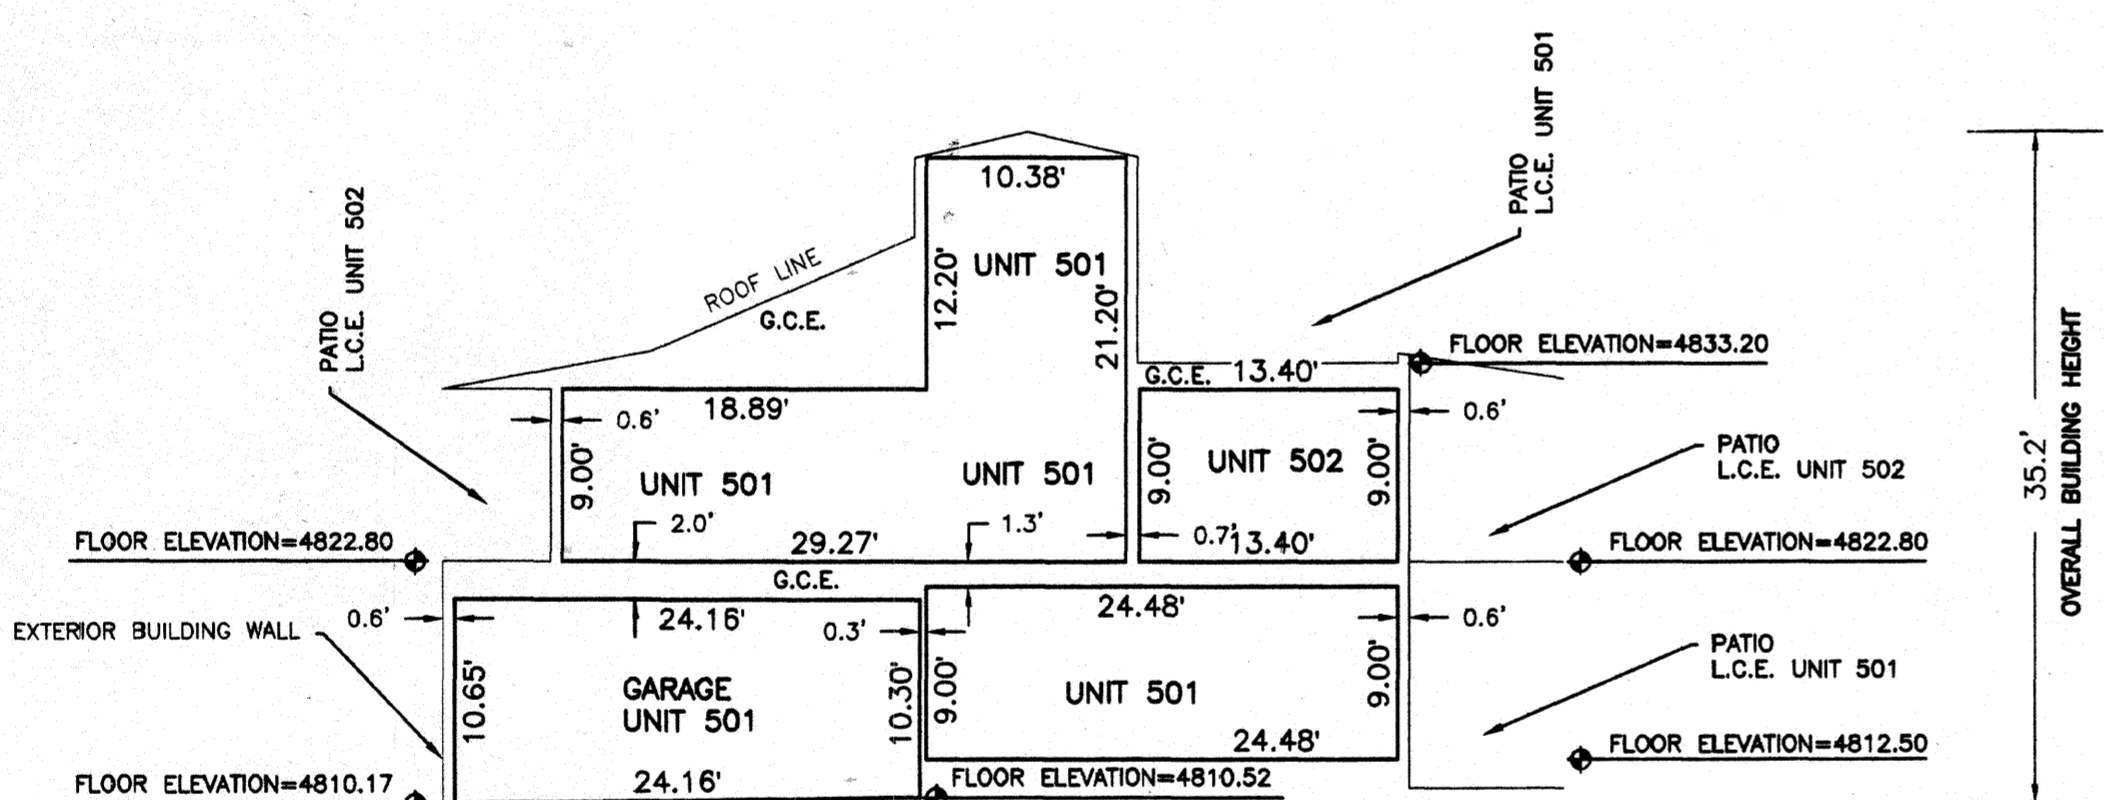 PATIO
L.C.E. UNIT 501
PATIO
L.C.E. UNIT 502
10.38'
ROOF LINE
G.C.E.
12.20'
UNIT 501
21.20'
FLOOR ELEVATION=4833.20
G.C.E. 13.40'
18.89'
0.6'
0.6'
9.00'
UNIT 501
UNIT 501
9.00'
UNIT 502
9.00'
PATIO
L.C.E. UNIT 502
35.2'
OVERALL BUILDING HEIGHT
2.0'
1.3'
FLOOR ELEVATION=4822.80
29.27'
0.7'
13.40'
FLOOR ELEVATION=4822.80
G.C.E.
0.6'
24.16'
0.3'
24.48'
0.6'
EXTERIOR BUILDING WALL
PATIO
L.C.E. UNIT 501
10.65'
GARAGE
UNIT 501
10.30'
9.00'
UNIT 501
9.00'
24.48'
FLOOR ELEVATION=4812.50
FLOOR ELEVATION=4810.17
24.16'
FLOOR ELEVATION=4810.52